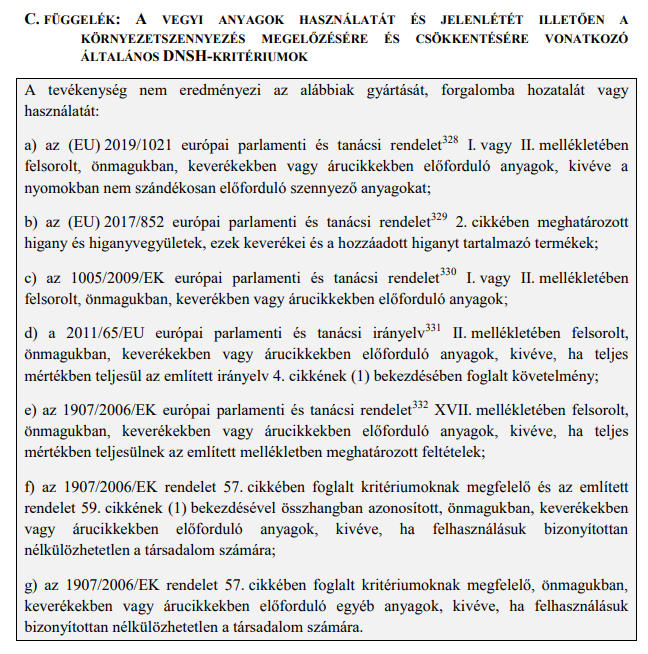 C. FÜGGELÉK: A VEGYI ANYAGOK HASZNÁLATÁT ÉS JELENLÉTÉT ILLETŐEN A
KÖRNYEZETSZENNYEZÉS MEGELŐZÉSÉRE ÉS CSÖKKENTÉSÉRE VONATKOZÓ
ÁLTALÁNOS DNSH-KRITÉRIUMOK
A tevékenység nem eredményezi az alábbiak gyártását, forgalomba hozatalát vagy
használatát:
a) az (EU) 2019/1021 európai parlamenti és tanácsi rendelet328 I. vagy II. mellékletében
felsorolt, önmagukban, keverékekben vagy árucikkekben előforduló anyagok, kivéve a
nyomokban nem szándékosan előforduló szennyező anyagokat;
b) az (EU) 2017/852 európai parlamenti és tanácsi rendelet329 2. cikkében meghatározott
higany és higanyvegyületek, ezek keverékei és a hozzáadott higanyt tartalmazó termékek;
c) az 1005/2009/EK európai parlamenti és tanácsi rendelet330 I. vagy II. mellékletében
felsorolt, önmagukban, keverékben vagy árucikkekben előforduló anyagok;
d) a 2011/65/EU európai parlamenti és tanácsi irányelv331 II. mellékletében felsorolt,
önmagukban, keverékekben vagy árucikkekben előforduló anyagok, kivéve, ha teljes
mértékben teljesül az említett irányelv 4. cikkének (1) bekezdésében foglalt követelmény;
e) az 1907/2006/EK európai parlamenti és tanácsi rendelet332 XVII. mellékletében felsorolt,
önmagukban, keverékekben vagy árucikkekben előforduló anyagok, kivéve, ha teljes
mértékben teljesülnek az említett mellékletben meghatározott feltételek;
f) az 1907/2006/EK rendelet 57. cikkében foglalt kritériumoknak megfelelő és az említett
rendelet 59. cikkének (1) bekezdésével összhangban azonosított, önmagukban, keverékekben
vagy árucikkekben előforduló anyagok, kivéve, ha felhasználásuk bizonyítottan
nélkülözhetetlen a társadalom számára;
g) az 1907/2006/EK rendelet 57. cikkében foglalt kritériumoknak megfelelő, önmagukban,
keverékekben vagy árucikkekben előforduló egyéb anyagok, kivéve, ha felhasználásuk
bizonyítottan nélkülözhetetlen a társadalom számára.